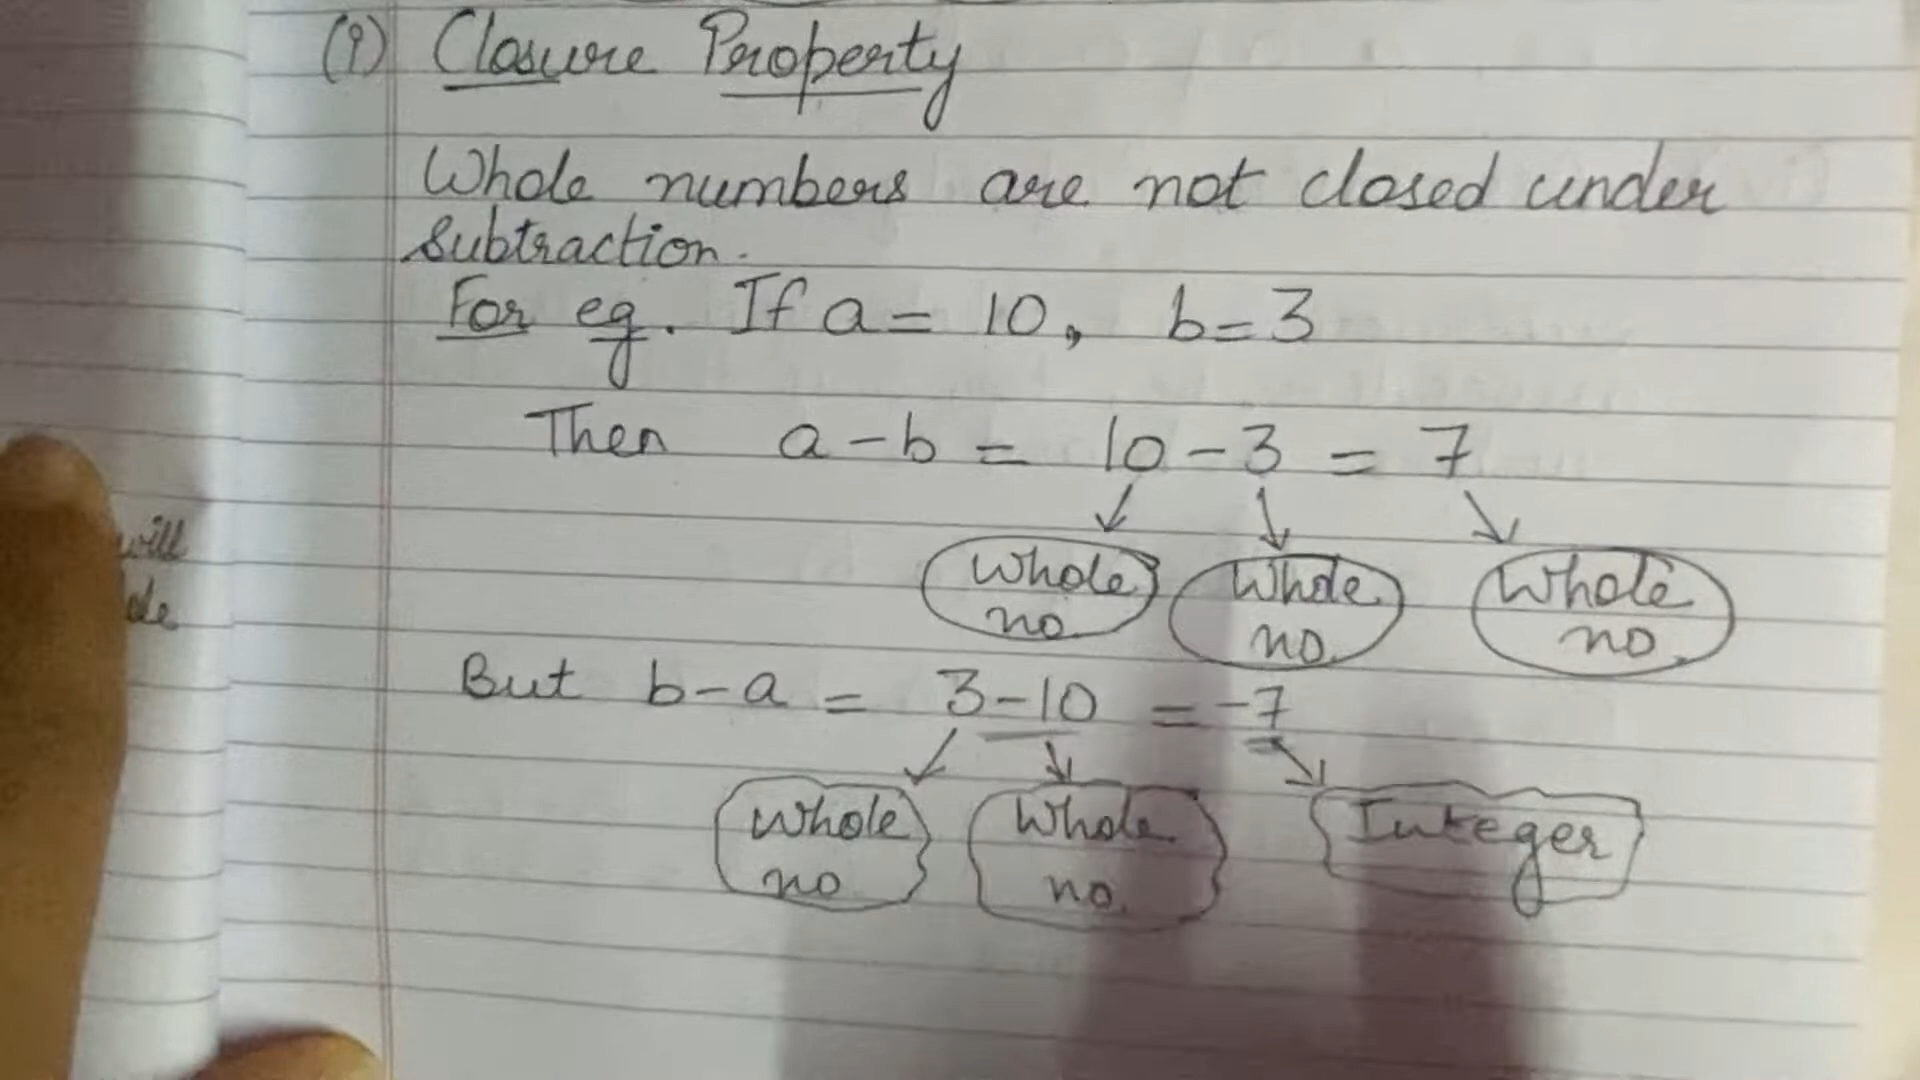 (i) Closure Property
Whole numbers are not closed under
subtraction.
For eg. If a = 10, b = 3
Then a - b = 10 - 3 = 7
Whole no. Whole no. Whole no.
But b - a = 3 - 10 = -7
Whole no Whole no. Integer
will